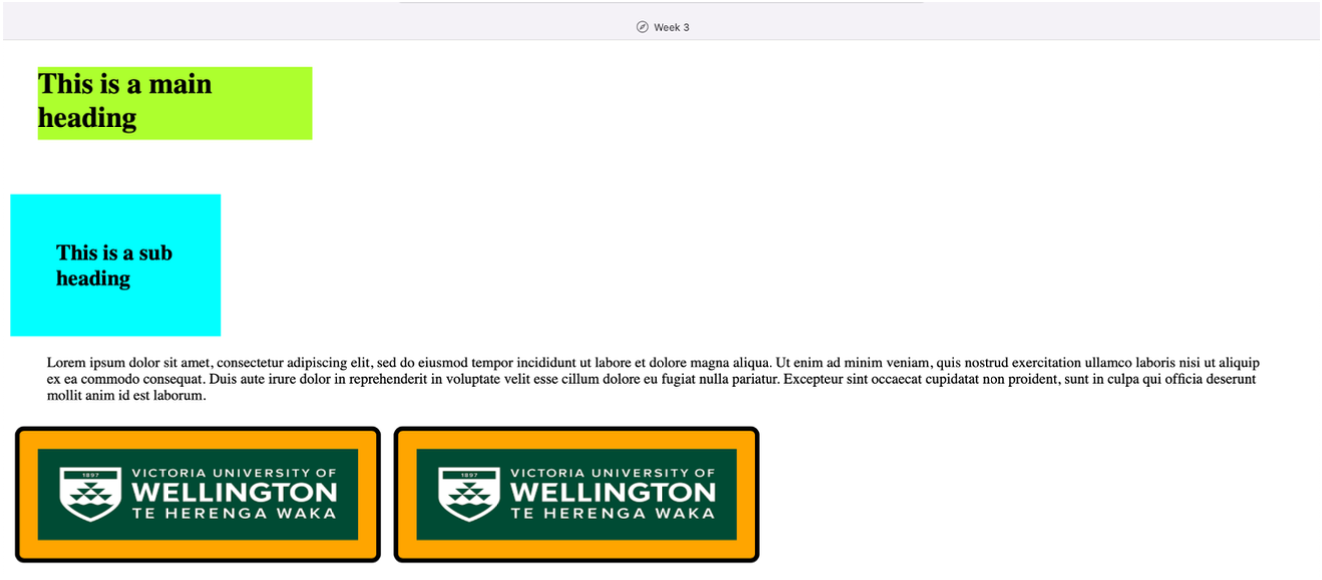 Week 3
This is a main
heading
This is a sub
heading
Lorem ipsum dolor sit amet, consectetur adipiscing elit, sed do eiusmod tempor incididunt ut labore et dolore magna aliqua. Ut enim ad minim veniam, quis nostrud exercitation ullamco laboris nisi ut aliquip
ex ea commodo consequat. Duis aute irure dolor in reprehenderit in voluptate velit esse cillum dolore eu fugiat nulla pariatur. Excepteur sint occaecat cupidatat non proident, sunt in culpa qui officia deserunt
mollit anim id est laborum.
1897
VICTORIA UNIVERSITY OF
WELLINGTON
TE HERENGA WAKA
1897
VICTORIA UNIVERSITY OF
WELLINGTON
TE HERENGA WAKA